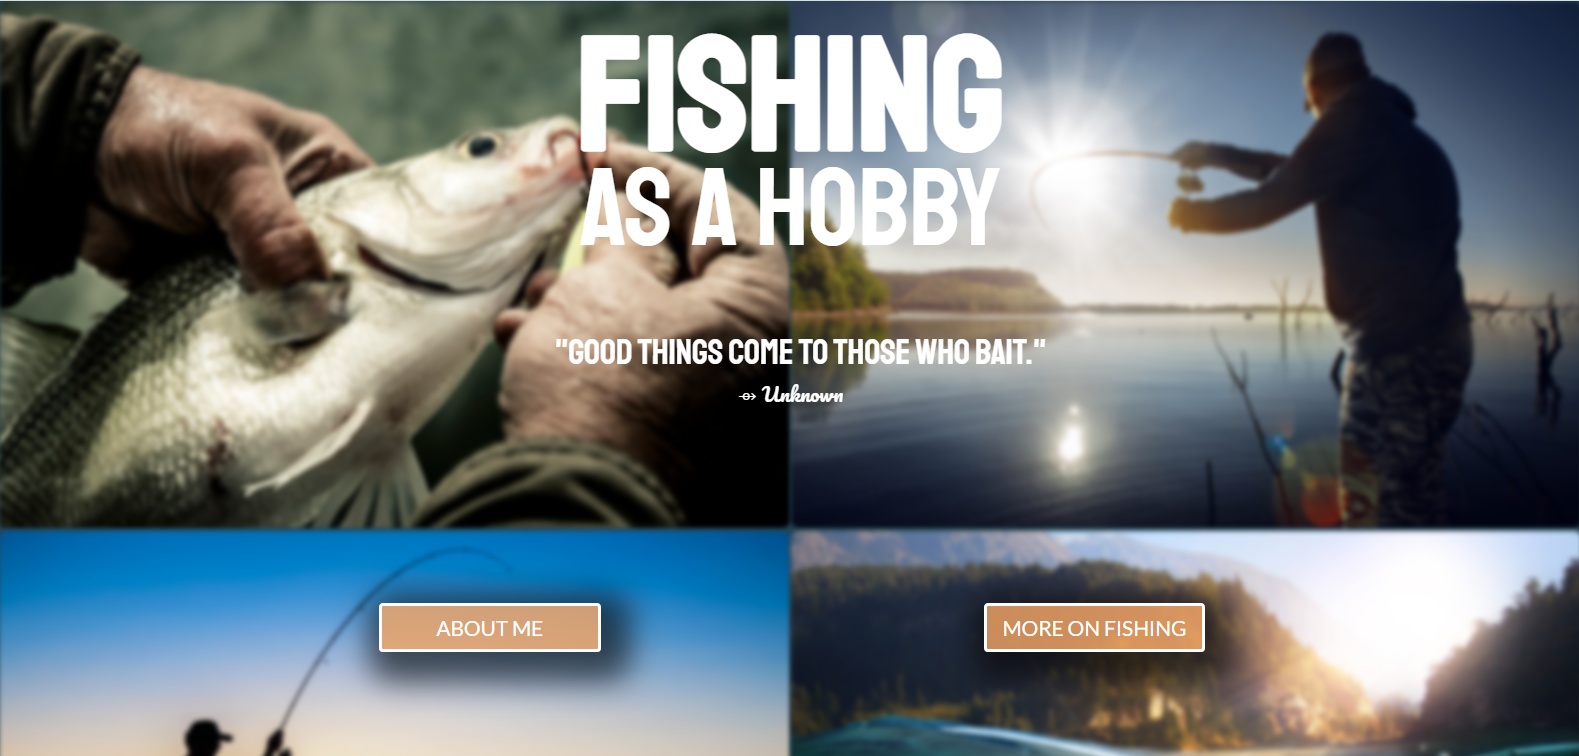 FISHING
AS A HOBBY
"GOOD THINGS COME TO THOSE WHO BAIT."
⤀ Unknown
ABOUT ME
MORE ON FISHING